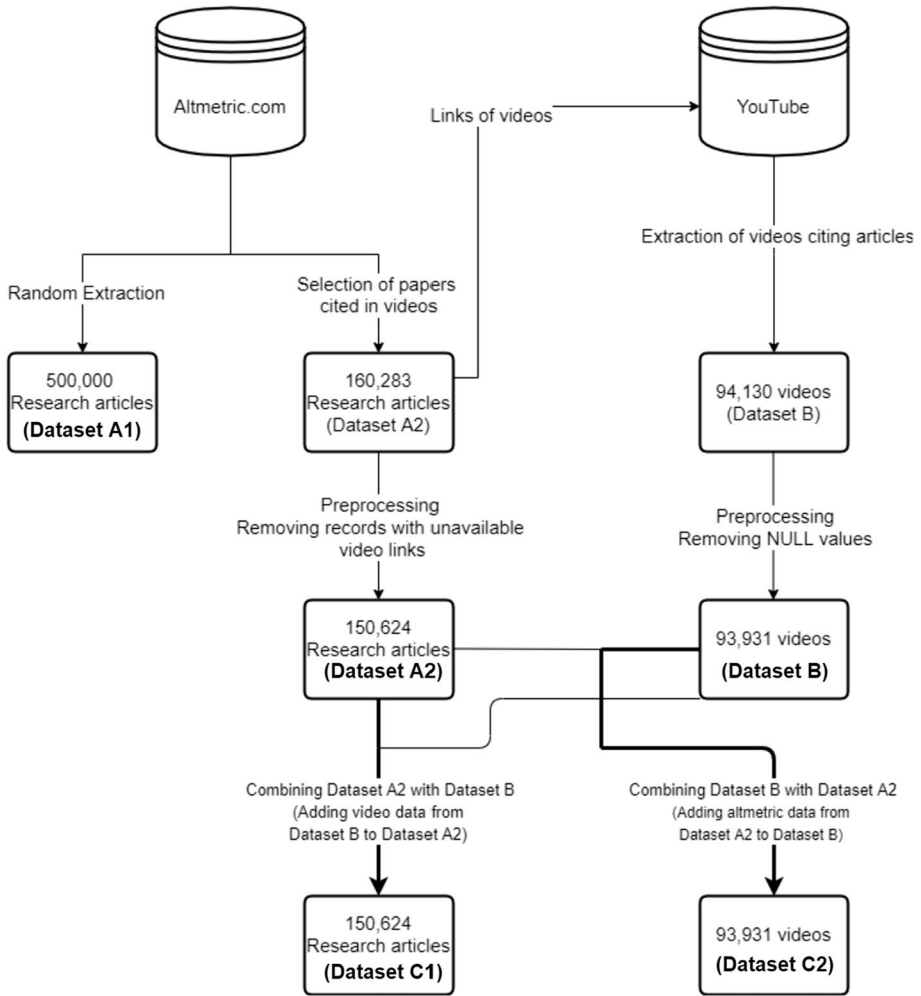 Altmetric.com
YouTube
Links of videos
Extraction of videos citing articles
Random Extraction
Selection of papers
cited in videos
500,000
Research articles
(Dataset A1)
160,283
Research articles
(Dataset A2)
94,130 videos
(Dataset B)
Preprocessing
Removing records with unavailable
video links
Preprocessing
Removing NULL values
150,624
Research articles
(Dataset A2)
93,931 videos
(Dataset B)
Combining Dataset A2 with Dataset B
(Adding video data from
Dataset B to Dataset A2)
Combining Dataset B with Dataset A2
(Adding altmetric data from
Dataset A2 to Dataset B)
150,624
Research articles
(Dataset C1)
93,931 videos
(Dataset C2)